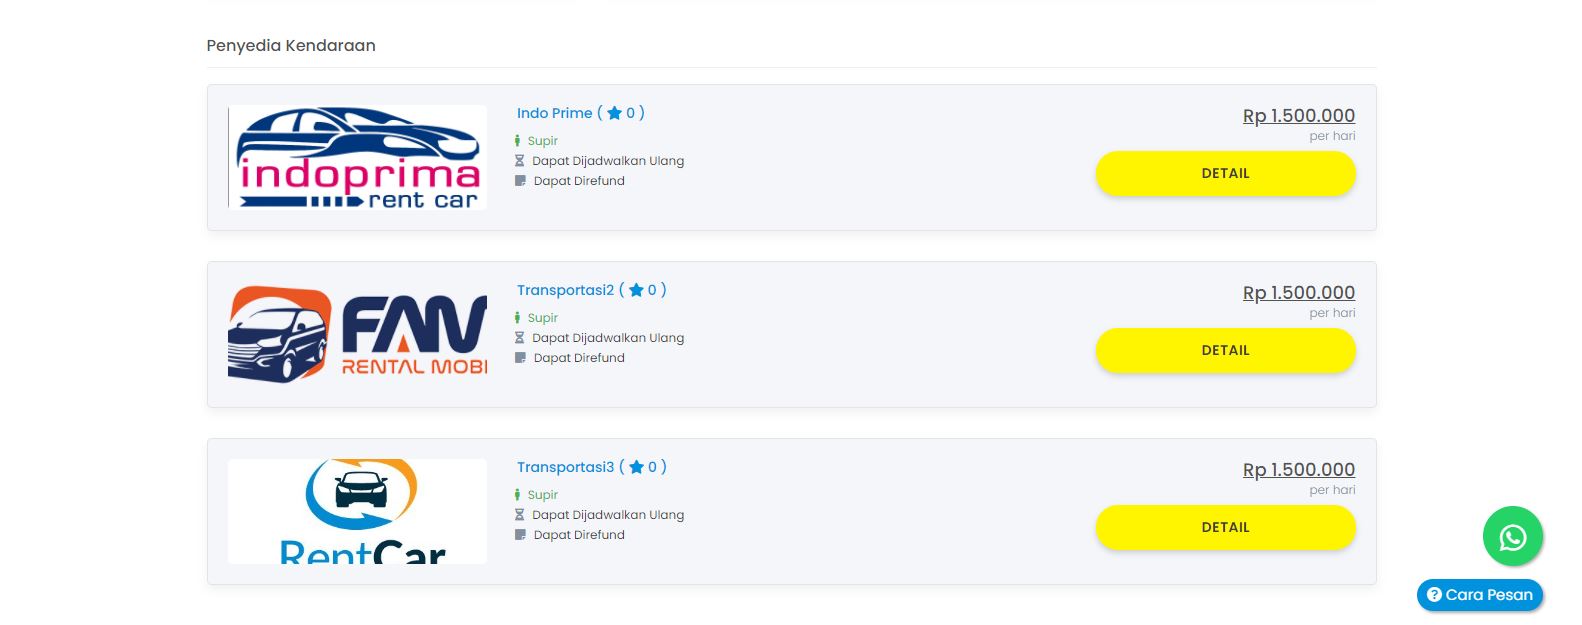 Penyedia Kendaraan
indoprima
rent car
Indo Prime ( 0 )
Supir
Dapat Dijadwalkan Ulang
Dapat Direfund
Rp 1.500.000
per hari
DETAIL
FAN
RENTAL MOBI
Transportasi2 ( 0 )
Supir
Dapat Dijadwalkan Ulang
Dapat Direfund
Rp 1.500.000
per hari
DETAIL
RentCar
Transportasi3 ( 0 )
Supir
Dapat Dijadwalkan Ulang
Dapat Direfund
Rp 1.500.000
per hari
DETAIL
Cara Pesan